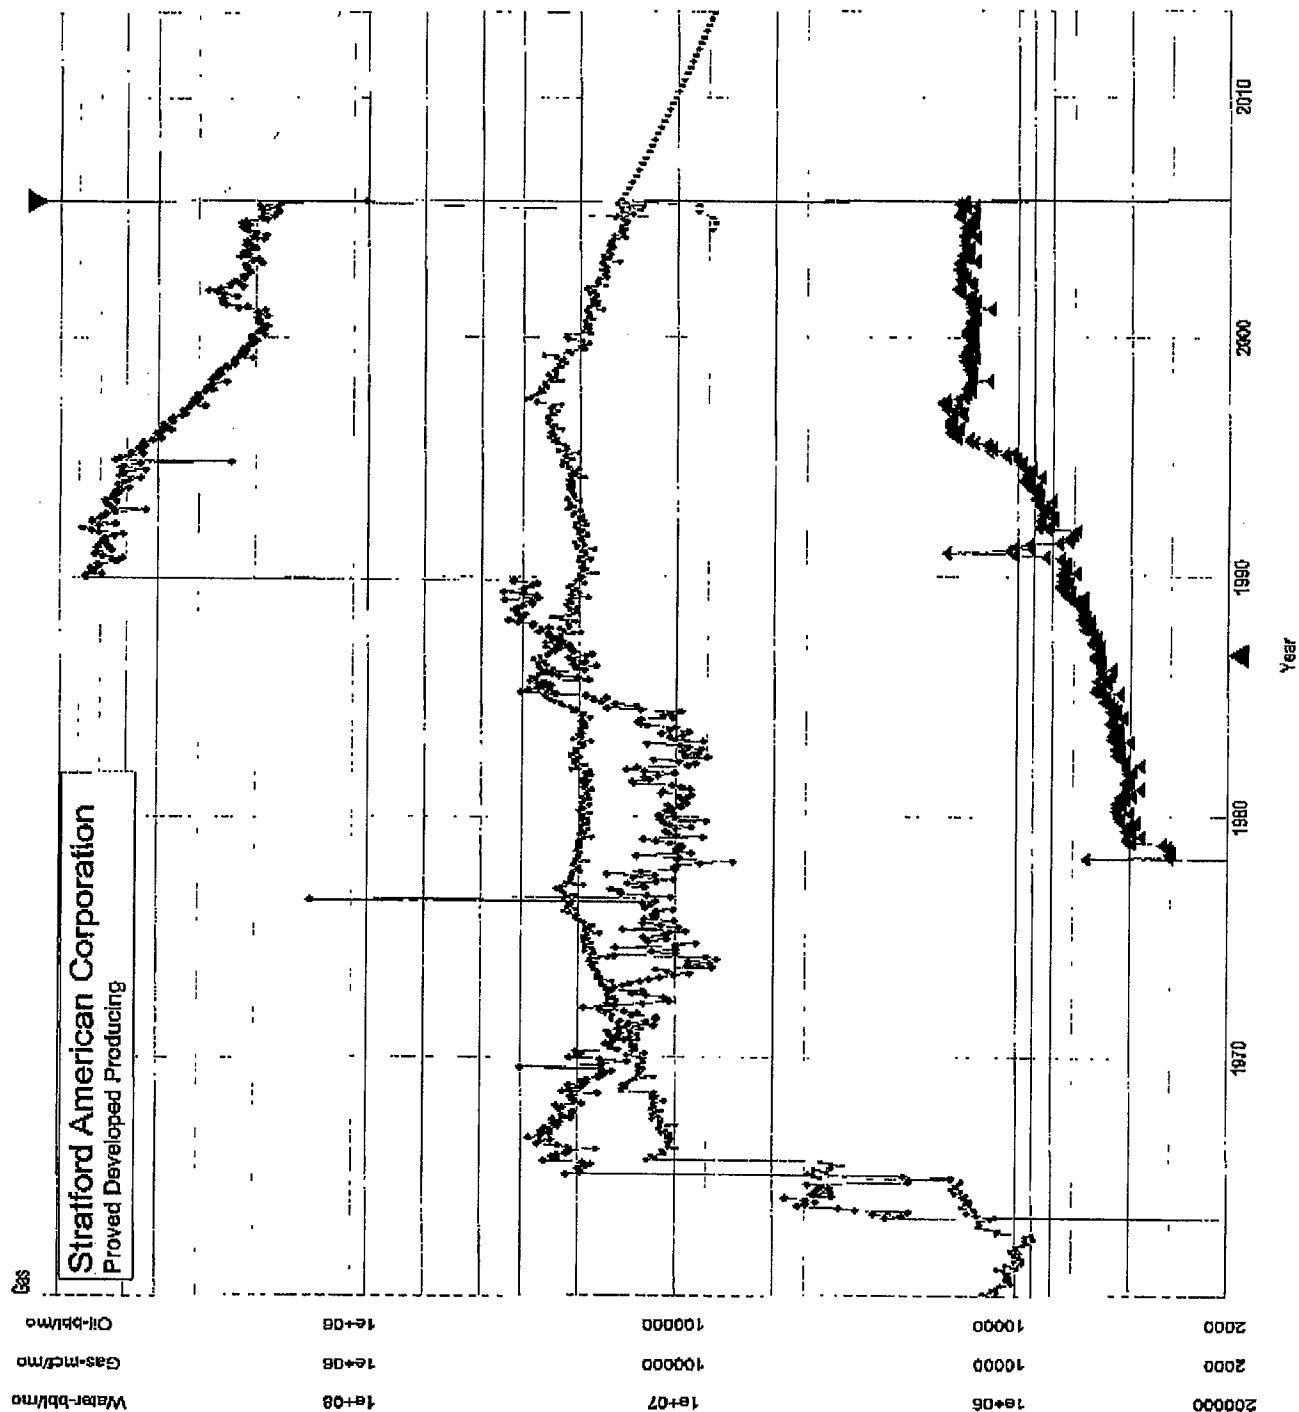 Gas
Stratford American Corporation
Proved Developed Producing
Oil-bbl/mo
1e+06
100000
10000
2000
Gas-mcf/mo
1e+06
100000
10000
2000
Water-bbl/mo
1e+08
1e+07
1e+06
200000
1970
1980
1990
2000
2010
Year